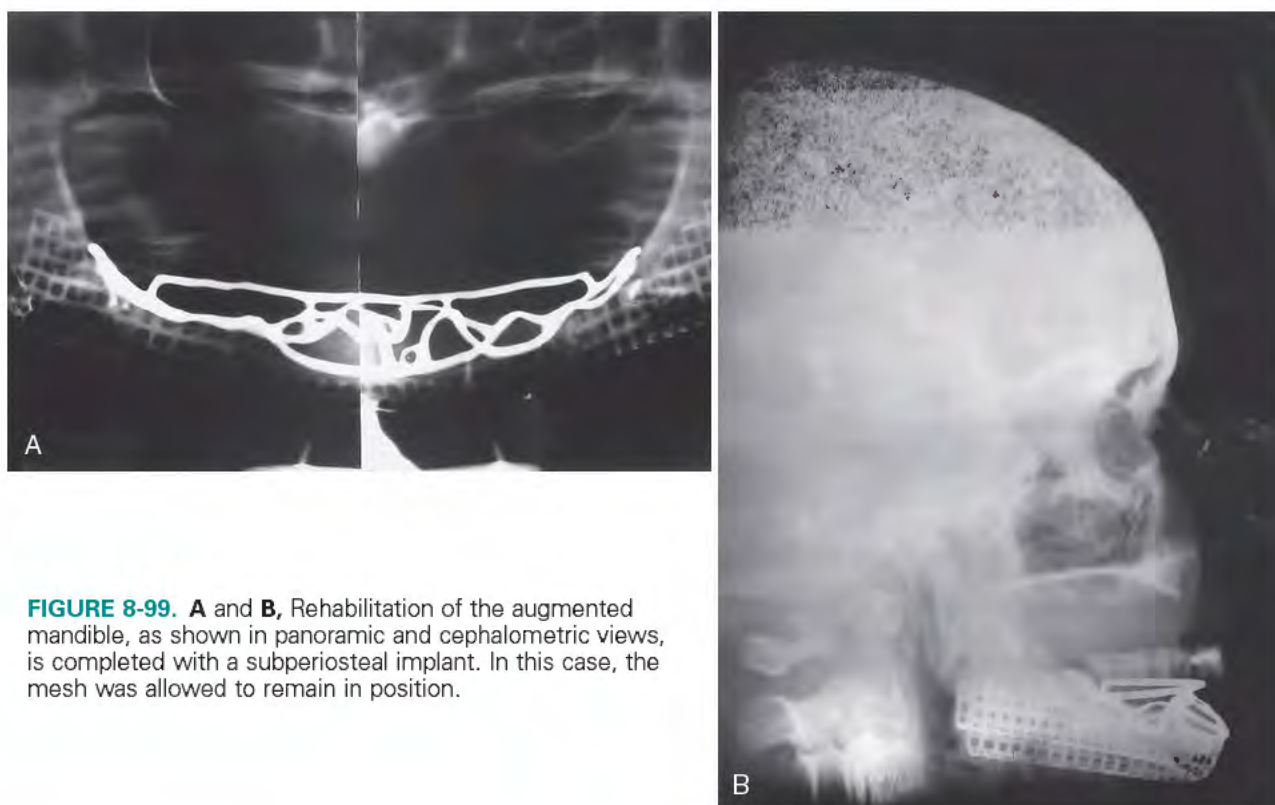 A
B
FIGURE 8-99. A and B, Rehabilitation of the augmented
mandible, as shown in panoramic and cephalometric views,
is completed with a subperiosteal implant. In this case, the
mesh was allowed to remain in position.